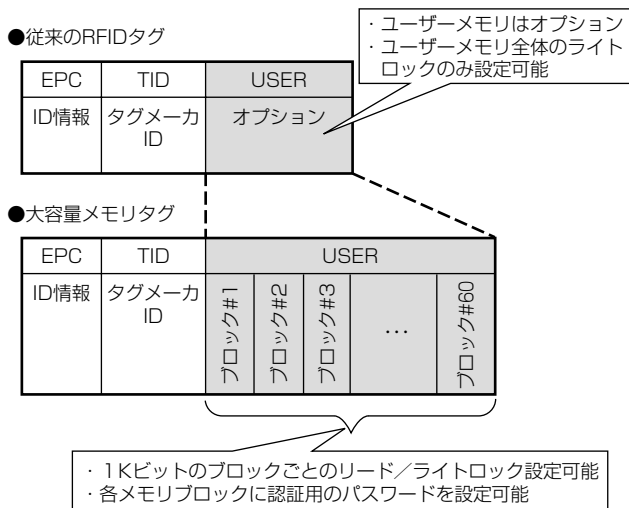 ・ユーザーメモリはオプション
・ユーザーメモリ全体のライト
ロックのみ設定可能
●従来のRFIDタグ
EPC TID USER
ID情報 タグメーカ オプション
ID
●大容量メモリタグ
EPC TID USER
ID情報 タグメーカ
ID
ブロック#1
ブロック#2
ブロック#3
…
ブロック#60
・1Kビットのブロックごとのリード／ライトロック設定可能
・各メモリブロックに認証用のパスワードを設定可能